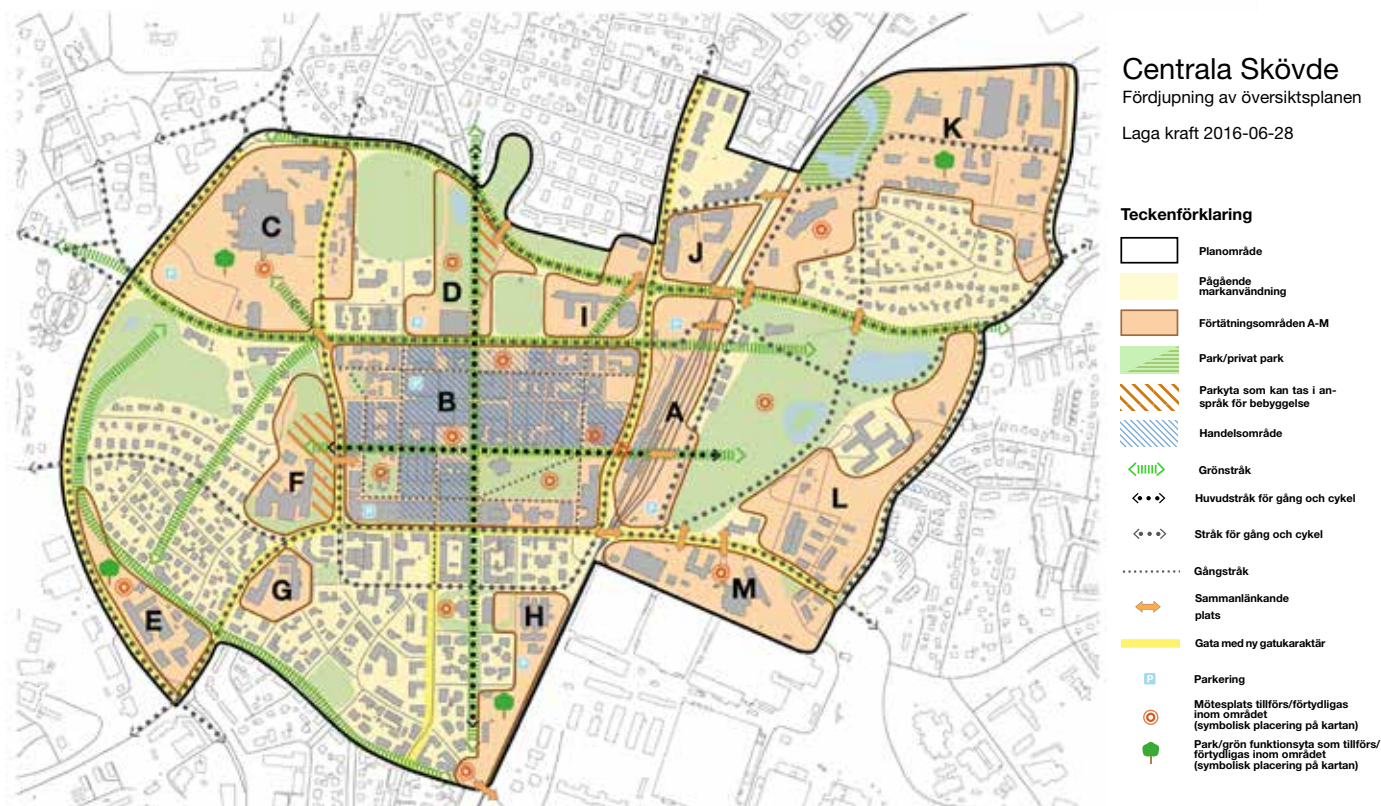 Centrala Skövde
Fördjupning av översiktsplanen
Laga kraft 2016-06-28
Teckenförklaring
Planområde
Pågående
markanvändning
Förtätningsområden A-M
Park/privat park
Parkyta som kan tas i an-
språk för bebyggelse
Handelsområde
Grönstråk
Huvudstråk för gång och cykel
Stråk för gång och cykel
Gångstråk
Sammanlänkande
plats
Gata med ny gatukaraktär
P
Parkering
Mötesplats tillförs/förtydligas
inom området
(symbolisk placering på kartan)
Park/grön funktionsyta som tillförs/
förtydligas inom området
(symbolisk placering på kartan)
K
C
P
J
D
P
I
P
P
B
A
F
P
P
L
G
M
E
H
P